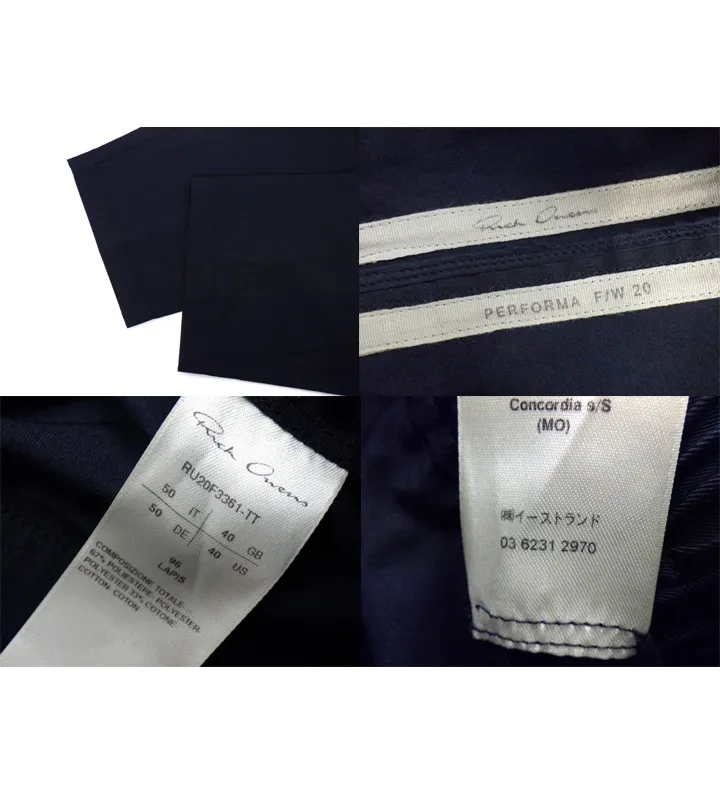 Rick Owens
PERFORMA F/W 20
Rick Owens
RU20F3361-TT
50 IT 40 GB
50 DE 40 US
96
LAPIS
COMPOSIZIONE TOTALE...
67% POLIESTERE- POLYESTER-
POLYESTER 33% COTONE-
COTTON- COTON
Concordia s/S
(MO)
㈱イーストランド
03 6231 2970